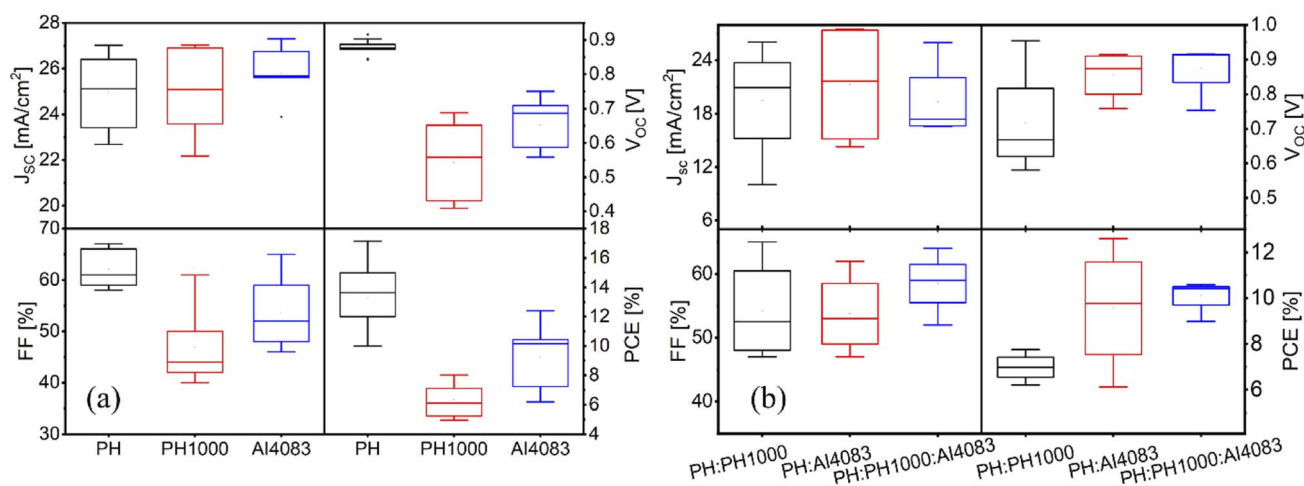 28
26
24
22
20
J_SC [mA/cm²]
0.9
0.8
0.7
0.6
0.5
0.4
V_OC [V]
70
60
50
40
30
FF [%]
18
16
14
12
10
8
6
4
PCE [%]
(a)
PH
PH1000
AI4083
PH
PH1000
AI4083
24
18
12
6
J_sc [mA/cm²]
1.0
0.9
0.8
0.7
0.6
0.5
V_OC [V]
60
50
40
FF [%]
12
10
8
6
PCE [%]
(b)
PH:PH1000
PH:AI4083
PH:PH1000:AI4083
PH:PH1000
PH:AI4083
PH:PH1000:AI4083